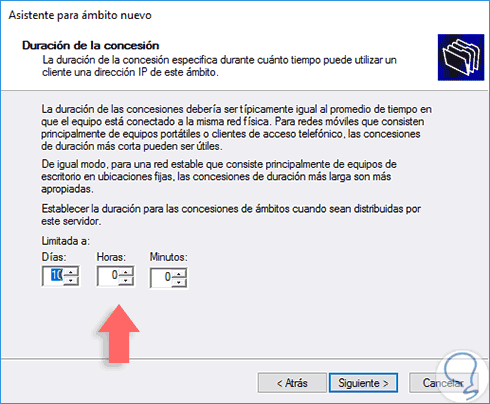 Asistente para ámbito nuevo
Duración de la concesión
La duración de la concesión especifica durante cuánto tiempo puede utilizar un
cliente una dirección IP de este ámbito.
La duración de las concesiones debería ser típicamente igual al promedio de tiempo en
que el equipo está conectado a la misma red física. Para redes móviles que consisten
principalmente de equipos portátiles o clientes de acceso telefónico, las concesiones
de duración más corta pueden ser útiles.
De igual modo, para una red estable que consiste principalmente de equipos de
escritorio en ubicaciones fijas, las concesiones de duración más larga son más
apropiadas.
Establecer la duración para las concesiones de ámbitos cuando sean distribuidas por
este servidor.
Limitada a:
Días: Horas: Minutos:
10 0 0
< Atrás Siguiente > Cancelar